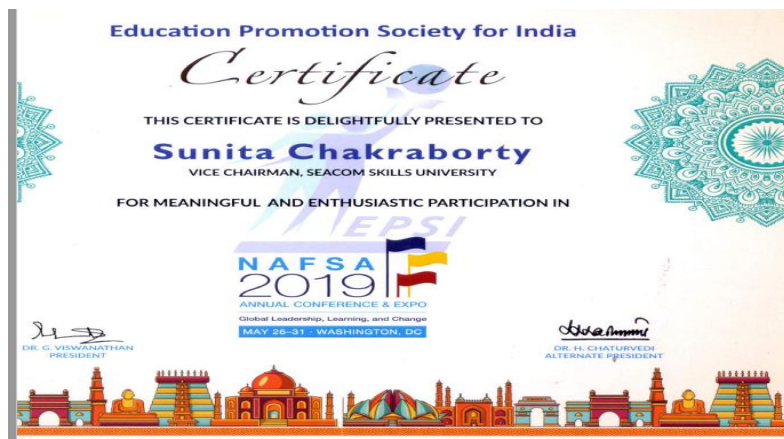 Education Promotion Society for India
Certificate
THIS CERTIFICATE IS DELIGHTFULLY PRESENTED TO
Sunita Chakraborty
VICE CHAIRMAN, SEACOM SKILLS UNIVERSITY
FOR MEANINGFUL AND ENTHUSIASTIC PARTICIPATION IN
EPSI
NAFSA
2019
ANNUAL CONFERENCE & EXPO
Global Leadership, Learning, and Change
MAY 26–31 · WASHINGTON, DC
DR. G. VISWANATHAN
PRESIDENT
DR. H. CHATURVEDI
ALTERNATE PRESIDENT